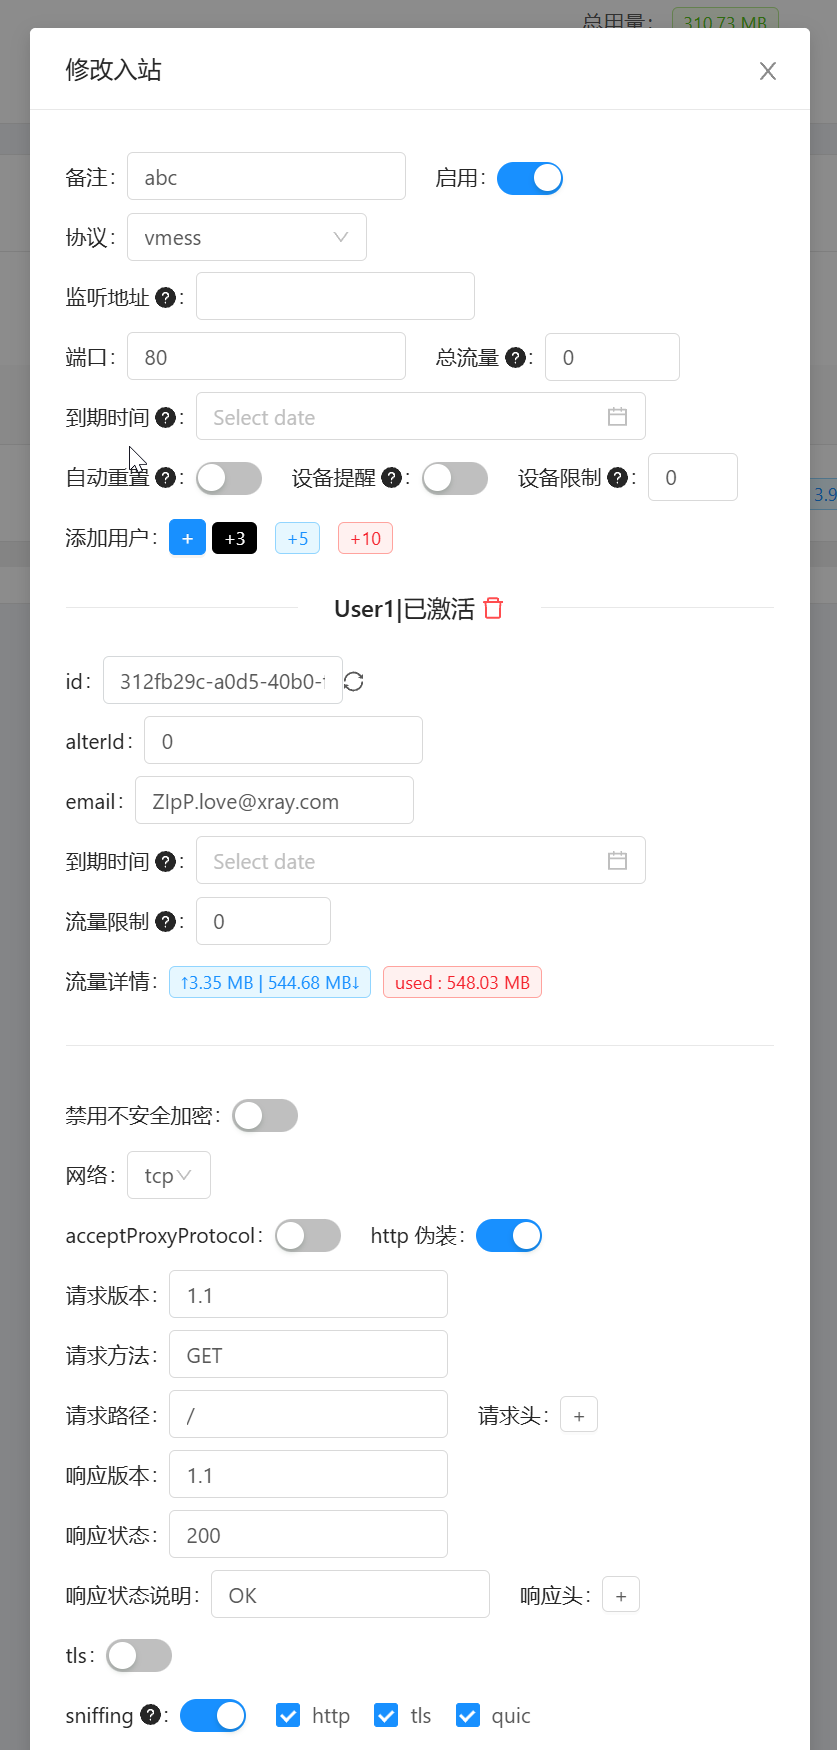 总用量： 310.73 MB
修改入站
备注： abc 启用：
协议： vmess
监听地址 ? ：
端口： 80 总流量 ? ： 0
到期时间 ? ： Select date
自动重置 ? ： 设备提醒 ? ： 设备限制 ? ： 0
3.9
添加用户： + +3 +5 +10
User1|已激活
id： 312fb29c-a0d5-40b0-
alterId： 0
email： ZIpP.love@xray.com
到期时间 ? ： Select date
流量限制 ? ： 0
流量详情： ↑3.35 MB | 544.68 MB↓ used : 548.03 MB
禁用不安全加密：
网络： tcp
acceptProxyProtocol： http 伪装：
请求版本： 1.1
请求方法： GET
请求路径： / 请求头： +
响应版本： 1.1
响应状态： 200
响应状态说明： OK 响应头： +
tls：
sniffing ? ： http tls quic